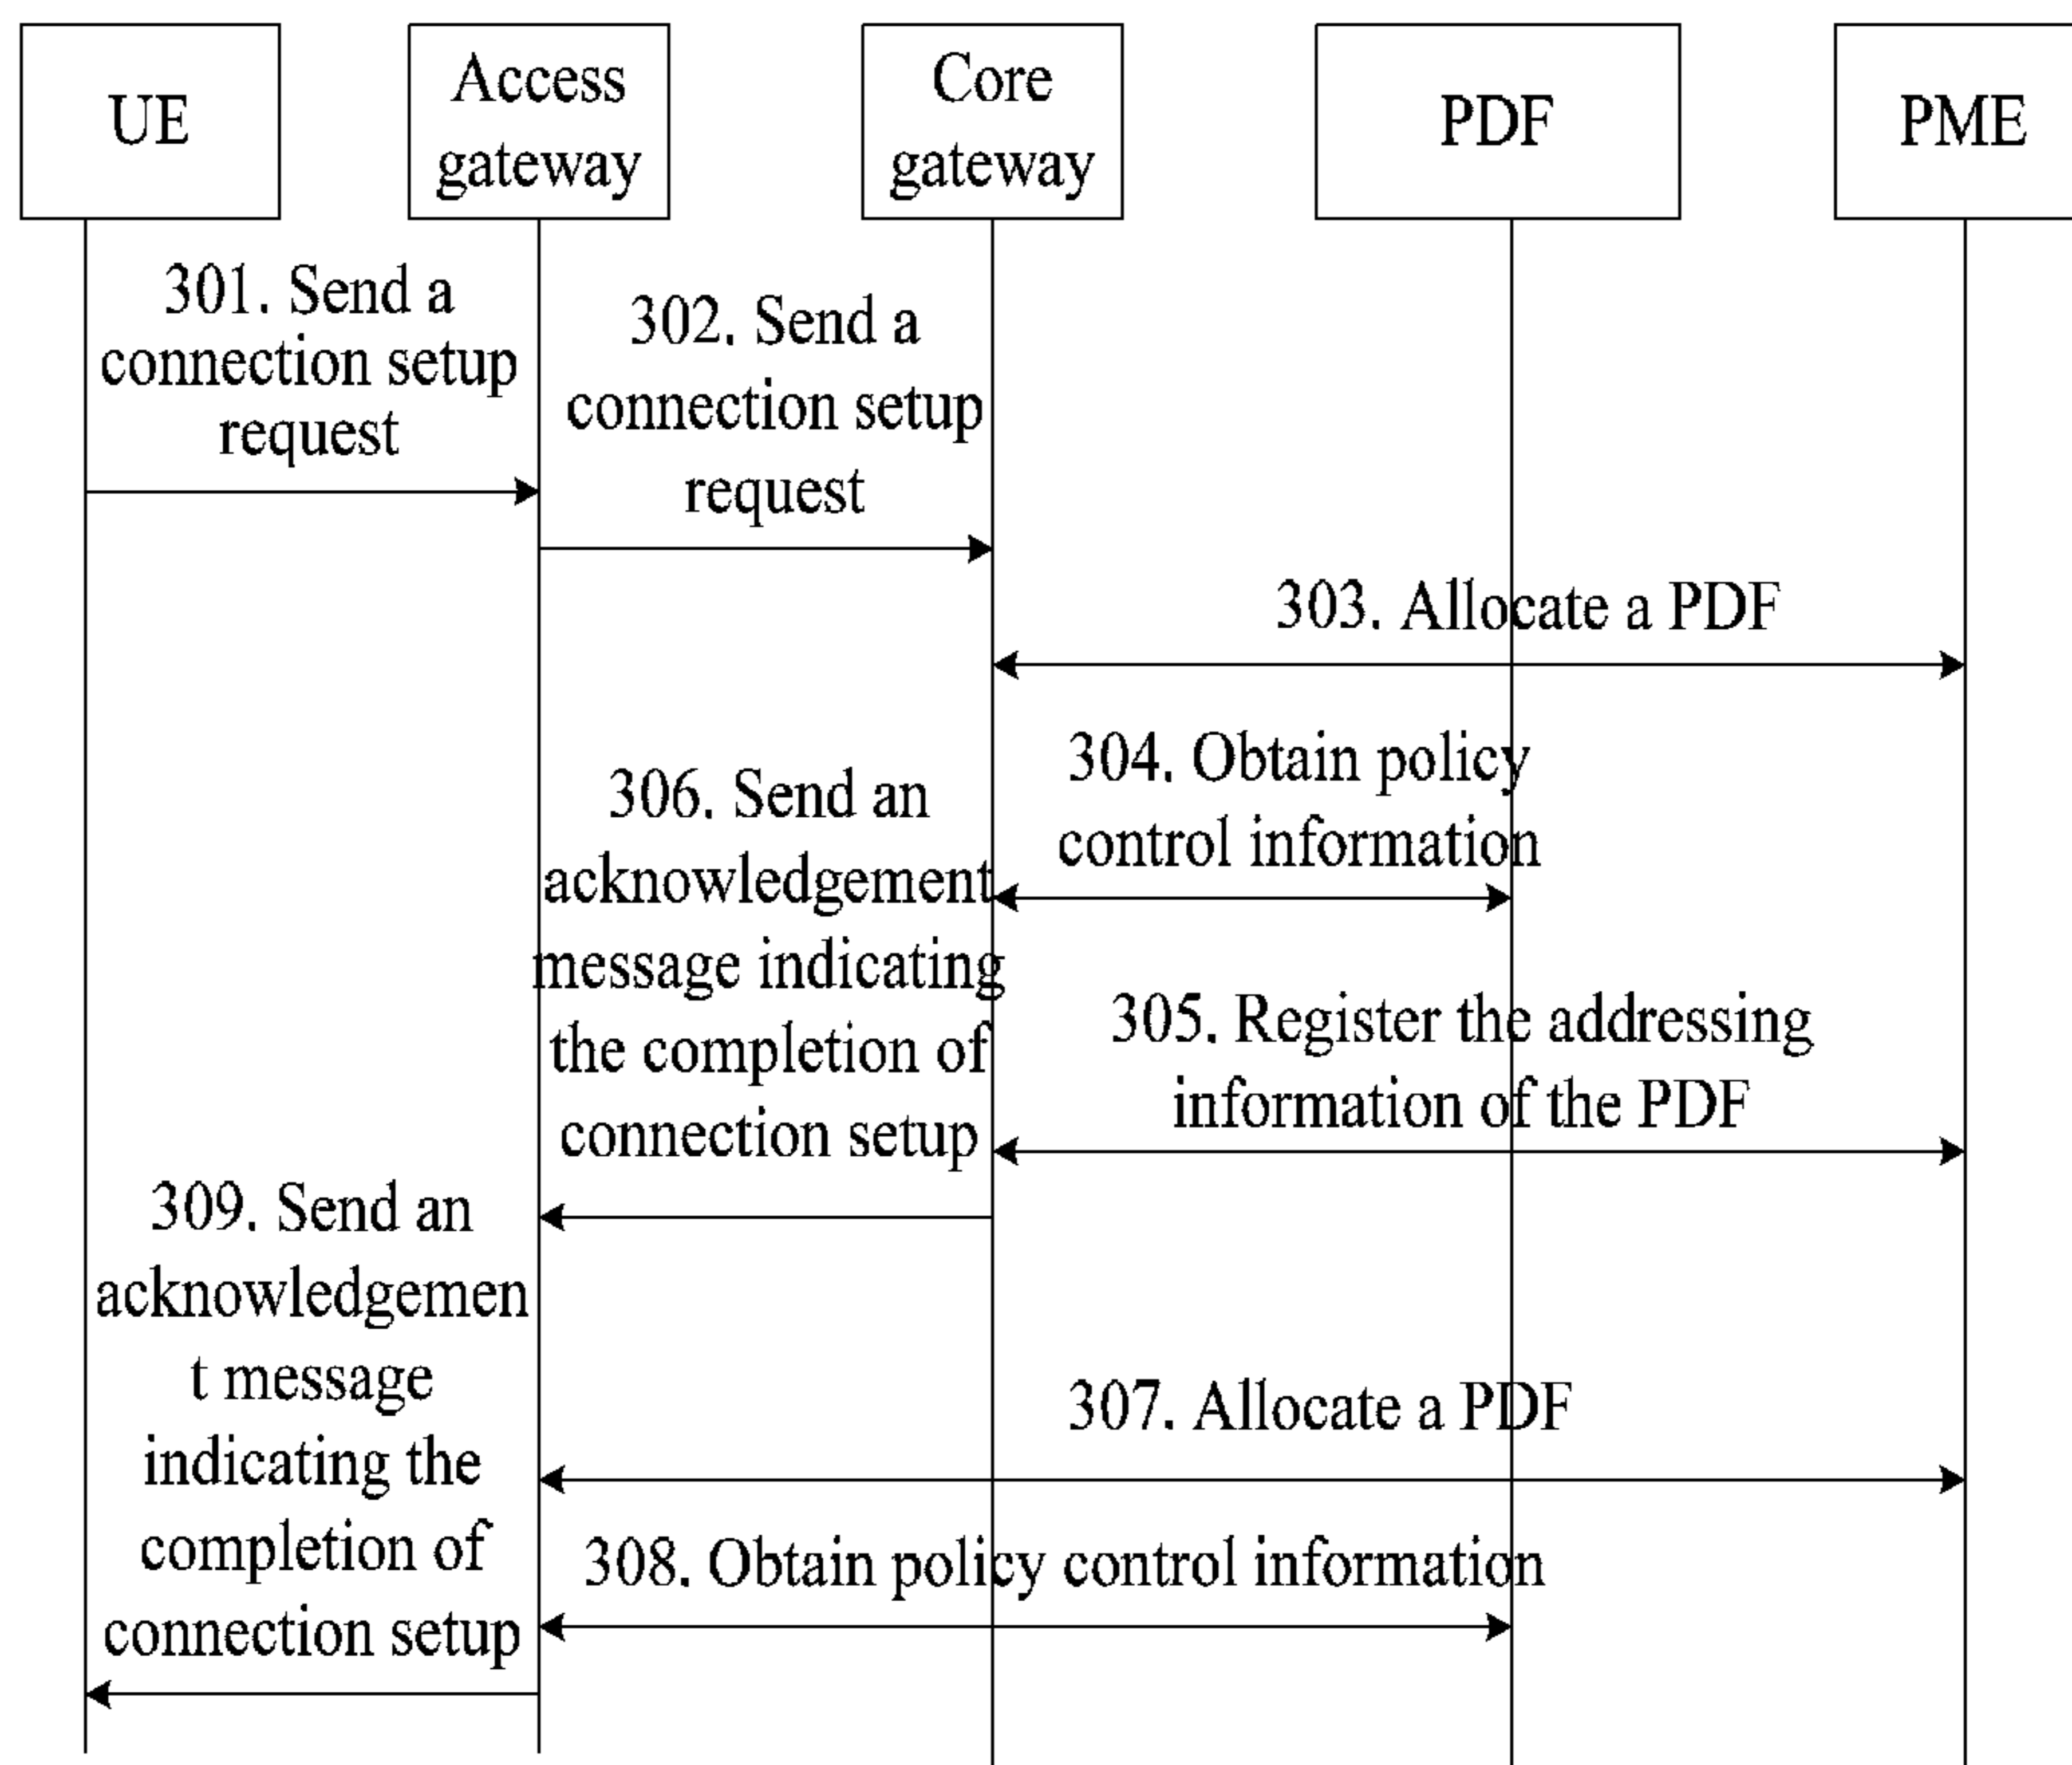 UE
Access
gateway
Core
gateway
PDF
PME
301. Send a
connection setup
request
302. Send a
connection setup
request
303. Allocate a PDF
304. Obtain policy
control information
306. Send an
acknowledgement
message indicating
the completion of
connection setup
305. Register the addressing
information of the PDF
309. Send an
acknowledgemen
t message
indicating the
completion of
connection setup
307. Allocate a PDF
308. Obtain policy control information